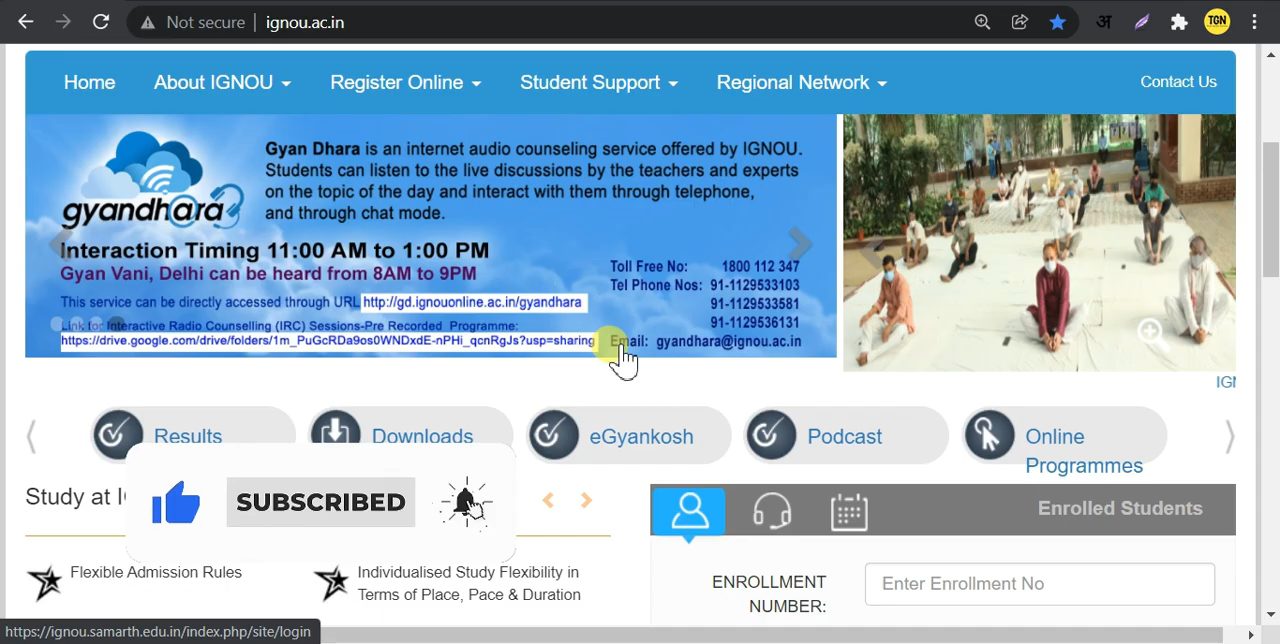 Not secure
ignou.ac.in
अ
TGN
Home
About IGNOU
Register Online
Student Support
Regional Network
Contact Us
gyandhara
Gyan Dhara is an internet audio counseling service offered by IGNOU.
Students can listen to the live discussions by the teachers and experts
on the topic of the day and interact with them through telephone,
and through chat mode.
Interaction Timing 11:00 AM to 1:00 PM
Gyan Vani, Delhi can be heard from 8AM to 9PM
This service can be directly accessed through URL http://gd.ignouonline.ac.in/gyandhara
Link for Interactive Radio Counselling (IRC) Sessions-Pre Recorded Programme:
https://drive.google.com/drive/folders/1m_PuGcRDa9os0WNDxdE-nPHi_qcnRgJs?usp=sharing
Toll Free No: 1800 112 347
Tel Phone Nos: 91-1129533103
91-1129533581
91-1129536131
Email: gyandhara@ignou.ac.in
IGN
Results
Downloads
eGyankosh
Podcast
Online
Programmes
Study at I
SUBSCRIBED
Enrolled Students
Flexible Admission Rules
Individualised Study Flexibility in
Terms of Place, Pace & Duration
ENROLLMENT
NUMBER:
Enter Enrollment No
https://ignou.samarth.edu.in/index.php/site/login